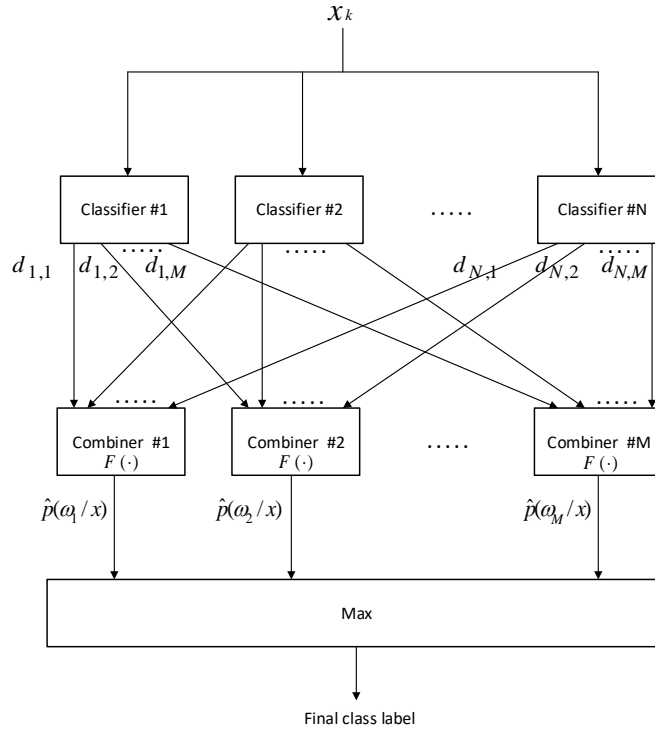 x_k
Classifier #1 Classifier #2 ..... Classifier #N
..... ..... .....
d_{1,1} d_{1,2} d_{1,M} d_{N,1} d_{N,2} d_{N,M}
..... ..... .....
Combiner #1 Combiner #2 ..... Combiner #M
F(·) F(·) F(·)
p̂(ω_1/x) p̂(ω_2/x) p̂(ω_M/x)
Max
Final class label